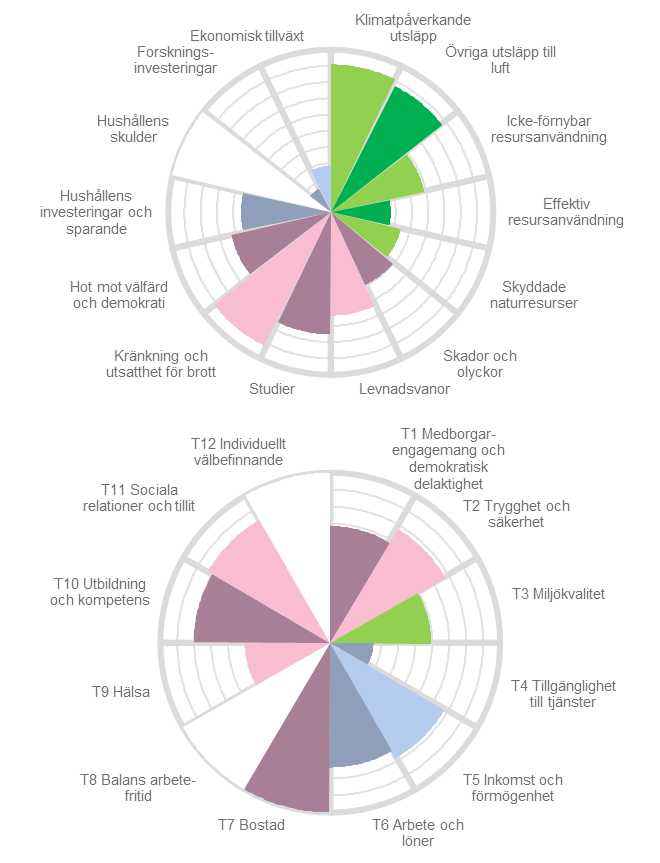 Klimatpåverkande
utsläpp
Övriga utsläpp till
luft
Icke-förnybar
resursanvändning
Effektiv
resursanvändning
Skyddade
naturresurser
Skador och
olyckor
Levnadsvanor
Studier
Kränkning och
utsatthet för brott
Hot mot välfärd
och demokrati
Hushållens
investeringar och
sparande
Hushållens
skulder
Forsknings-
investeringar
Ekonomisk tillväxt
T1 Medborgar-
engagemang och
demokratisk
delaktighet
T2 Trygghet och
säkerhet
T3 Miljökvalitet
T4 Tillgänglighet
till tjänster
T5 Inkomst och
förmögenhet
T6 Arbete och
löner
T7 Bostad
T8 Balans arbete-
fritid
T9 Hälsa
T10 Utbildning
och kompetens
T11 Sociala
relationer och tillit
T12 Individuellt
välbefinnande